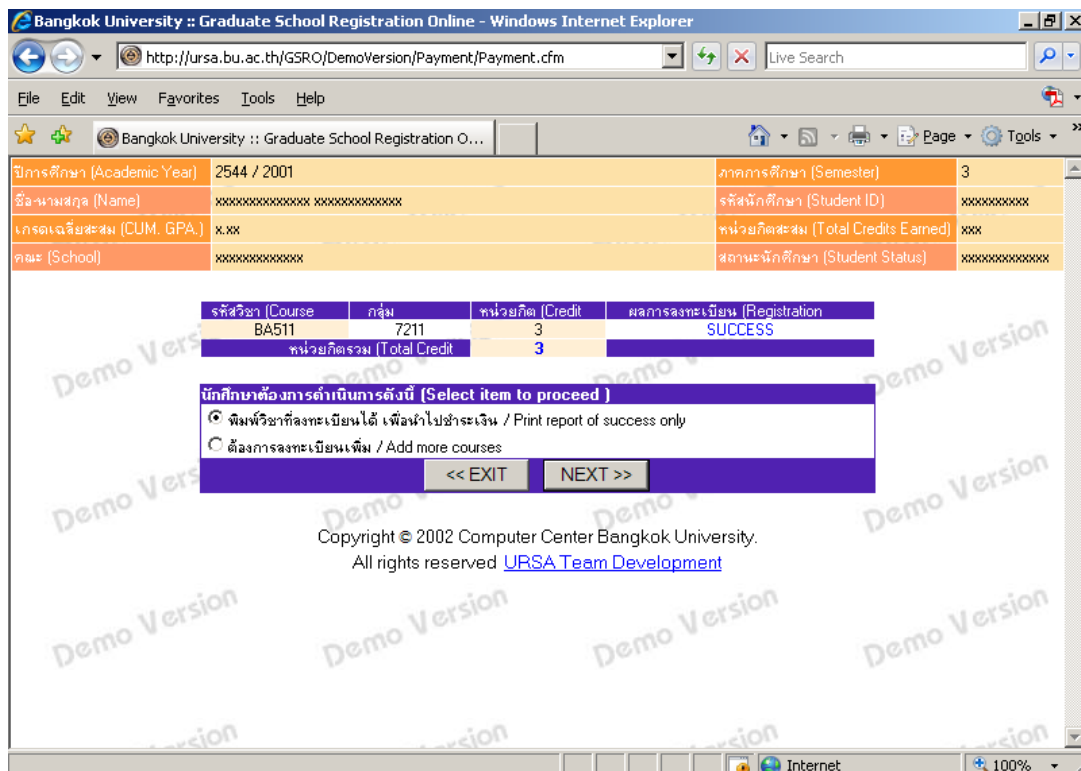 Bangkok University :: Graduate School Registration Online - Windows Internet Explorer
http://ursa.bu.ac.th/GSRO/DemoVersion/Payment/Payment.cfm Live Search
File Edit View Favorites Tools Help
Bangkok University :: Graduate School Registration O... Page Tools
ปีการศึกษา (Academic Year) 2544 / 2001 ภาคการศึกษา (Semester) 3
ชื่อ-นามสกุล (Name) xxxxxxxxxxxxxx xxxxxxxxxxxxx รหัสนักศึกษา (Student ID) xxxxxxxxxx
เกรดเฉลี่ยสะสม (CUM. GPA.) x.xx หน่วยกิตสะสม (Total Credits Earned) xxx
คณะ (School) xxxxxxxxxxxxx สถานะนักศึกษา (Student Status) xxxxxxxxxxxxx
รหัสวิชา (Course กลุ่ม หน่วยกิต (Credit ผลการลงทะเบียน (Registration
BA511 7211 3 SUCCESS
หน่วยกิตรวม (Total Credit 3
นักศึกษาต้องการดำเนินการดังนี้ (Select item to proceed )
พิมพ์วิชาที่ลงทะเบียนได้ เพื่อนำไปชำระเงิน / Print report of success only
ต้องการลงทะเบียนเพิ่ม / Add more courses
<< EXIT NEXT >>
Copyright © 2002 Computer Center Bangkok University.
All rights reserved URSA Team Development
Demo Version Demo Version Demo Version Demo Version
Internet 100%